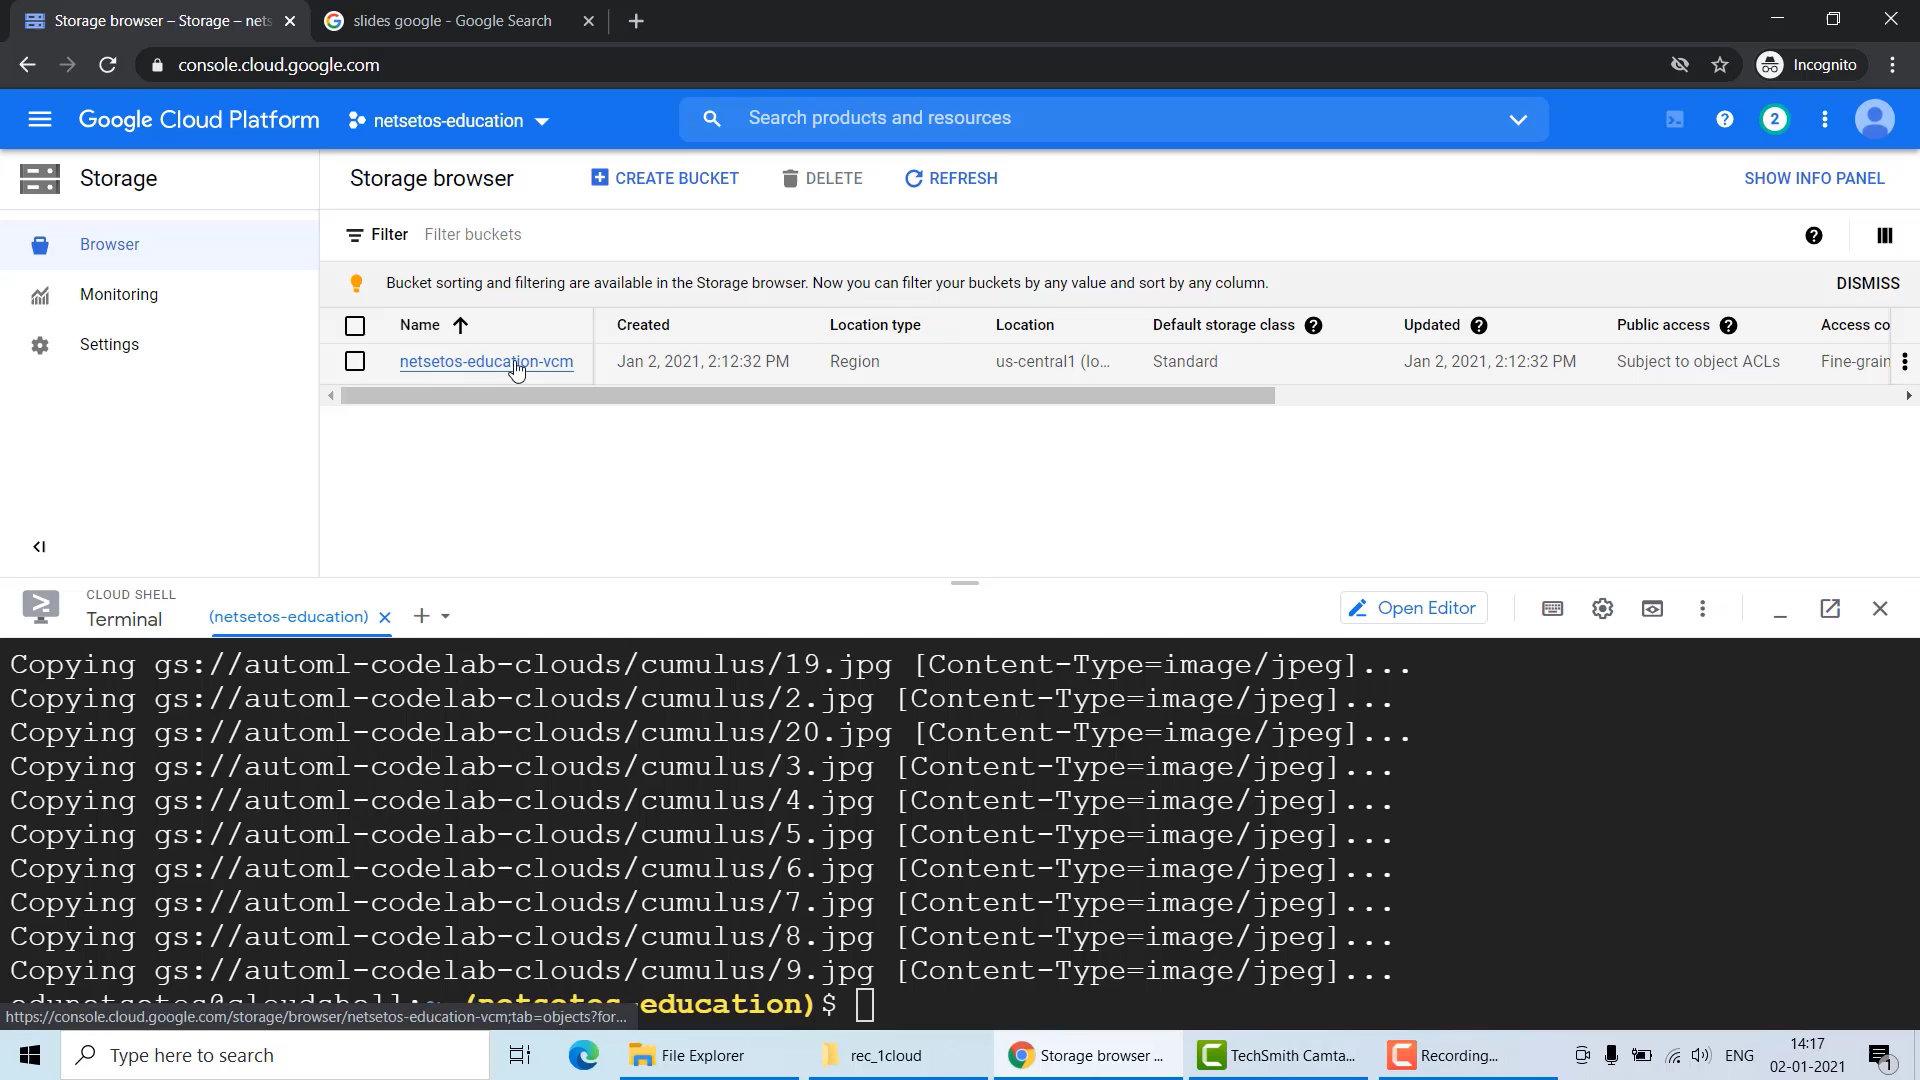 Storage browser – Storage – nets
slides google - Google Search
console.cloud.google.com
Incognito
Google Cloud Platform
netsetos-education
Search products and resources
2
Storage
Storage browser
CREATE BUCKET
DELETE
REFRESH
SHOW INFO PANEL
Browser
Monitoring
Settings
Filter
Filter buckets
Bucket sorting and filtering are available in the Storage browser. Now you can filter your buckets by any value and sort by any column.
DISMISS
Name Created Location type Location Default storage class Updated Public access Access co
netsetos-education-vcm Jan 2, 2021, 2:12:32 PM Region us-central1 (Io... Standard Jan 2, 2021, 2:12:32 PM Subject to object ACLs Fine-grain
CLOUD SHELL
Terminal
(netsetos-education)
Open Editor
Copying gs://automl-codelab-clouds/cumulus/19.jpg [Content-Type=image/jpeg]...
Copying gs://automl-codelab-clouds/cumulus/2.jpg [Content-Type=image/jpeg]...
Copying gs://automl-codelab-clouds/cumulus/20.jpg [Content-Type=image/jpeg]...
Copying gs://automl-codelab-clouds/cumulus/3.jpg [Content-Type=image/jpeg]...
Copying gs://automl-codelab-clouds/cumulus/4.jpg [Content-Type=image/jpeg]...
Copying gs://automl-codelab-clouds/cumulus/5.jpg [Content-Type=image/jpeg]...
Copying gs://automl-codelab-clouds/cumulus/6.jpg [Content-Type=image/jpeg]...
Copying gs://automl-codelab-clouds/cumulus/7.jpg [Content-Type=image/jpeg]...
Copying gs://automl-codelab-clouds/cumulus/8.jpg [Content-Type=image/jpeg]...
Copying gs://automl-codelab-clouds/cumulus/9.jpg [Content-Type=image/jpeg]...
edunetsetos@cloudshell:~ (netsetos-education)$
https://console.cloud.google.com/storage/browser/netsetos-education-vcm;tab=objects?for...
Type here to search
File Explorer
rec_1cloud
Storage browser ...
TechSmith Camta...
Recording...
ENG
14:17
02-01-2021
1